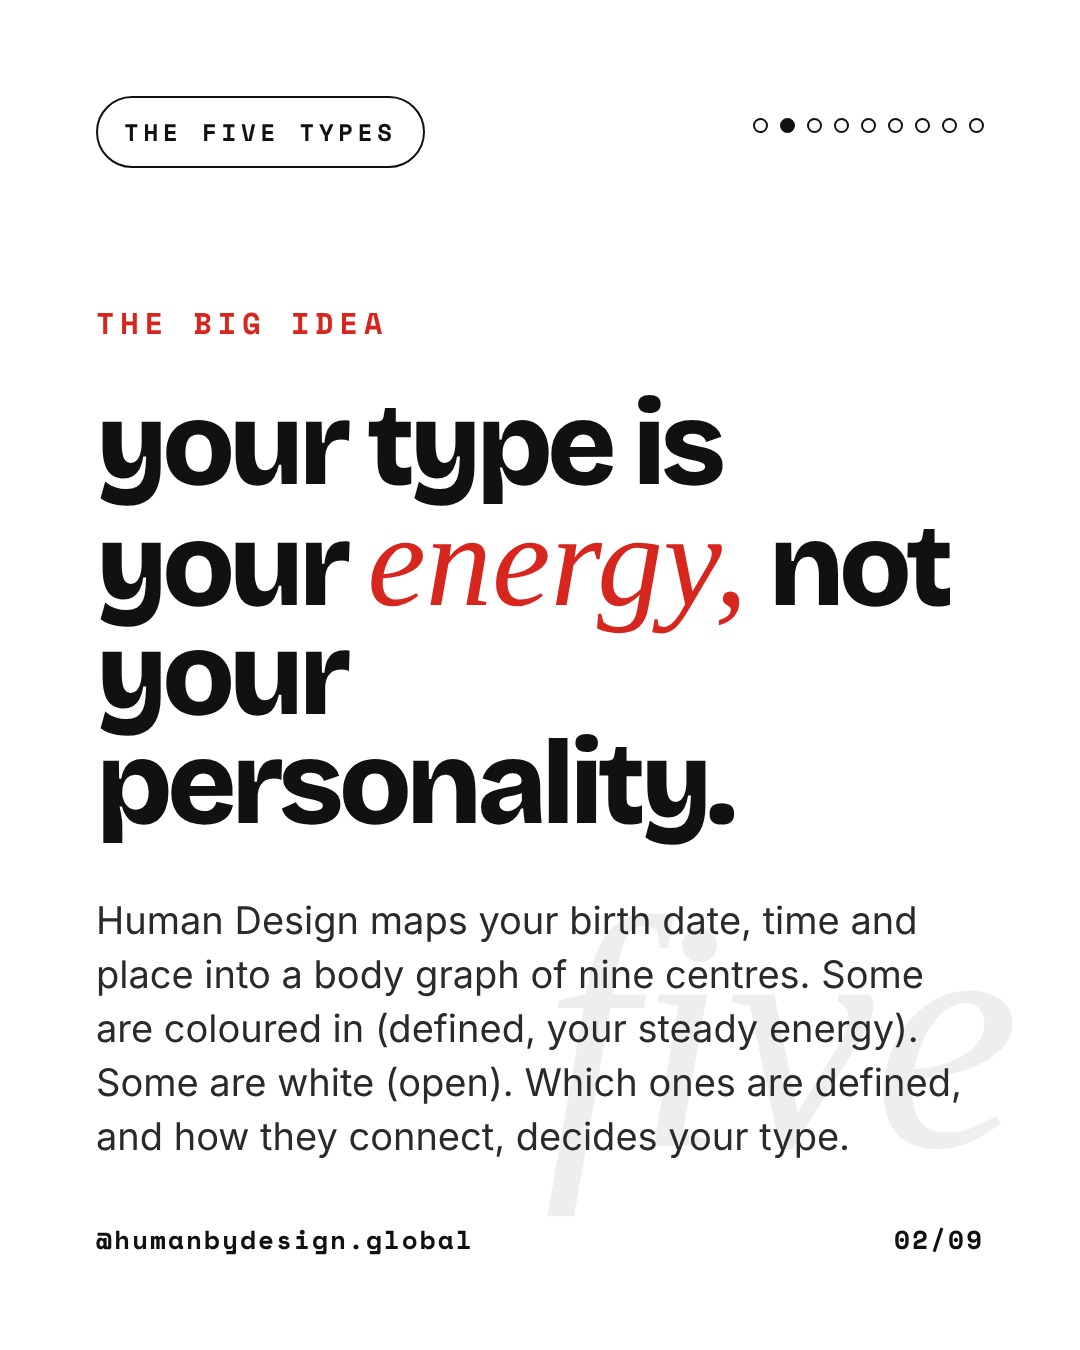 THE FIVE TYPES
THE BIG IDEA
your type is
your energy, not
your
personality.
Human Design maps your birth date, time and
place into a body graph of nine centres. Some
are coloured in (defined, your steady energy).
Some are white (open). Which ones are defined,
and how they connect, decides your type.
five
@humanbydesign.global
02/09